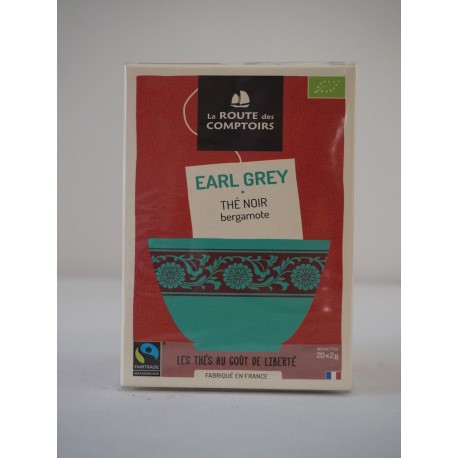 La ROUTE des
COMPTOIRS
EARL GREY
THÉ NOIR
bergamote
20x2g
LES THÉS AU GOÛT DE LIBERTÉ
FAIRTRADE
FABRIQUÉ EN FRANCE